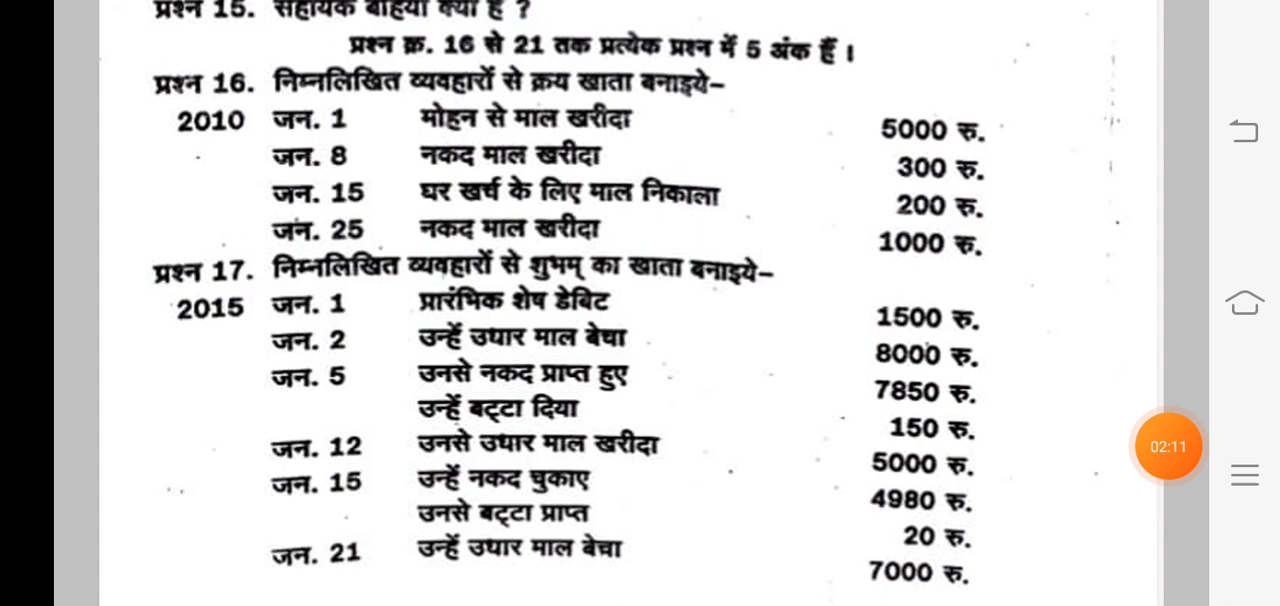 प्रश्न 15. सहायक बहियाँ क्या हैं ?
प्रश्न क्र. 16 से 21 तक प्रत्येक प्रश्न में 5 अंक हैं ।
प्रश्न 16. निम्नलिखित व्यवहारों से क्रय खाता बनाइये–
2010 जन. 1 मोहन से माल खरीदा 5000 रु.
जन. 8 नकद माल खरीदा 300 रु.
जन. 15 घर खर्च के लिए माल निकाला 200 रु.
जन. 25 नकद माल खरीदा 1000 रु.
प्रश्न 17. निम्नलिखित व्यवहारों से शुभम् का खाता बनाइये–
2015 जन. 1 प्रारंभिक शेष डेबिट 1500 रु.
जन. 2 उन्हें उधार माल बेचा 8000 रु.
जन. 5 उनसे नकद प्राप्त हुए 7850 रु.
उन्हें बट्टा दिया 150 रु.
जन. 12 उनसे उधार माल खरीदा 5000 रु.
जन. 15 उन्हें नकद चुकाए 4980 रु.
उनसे बट्टा प्राप्त 20 रु.
जन. 21 उन्हें उधार माल बेचा 7000 रु.
02:11